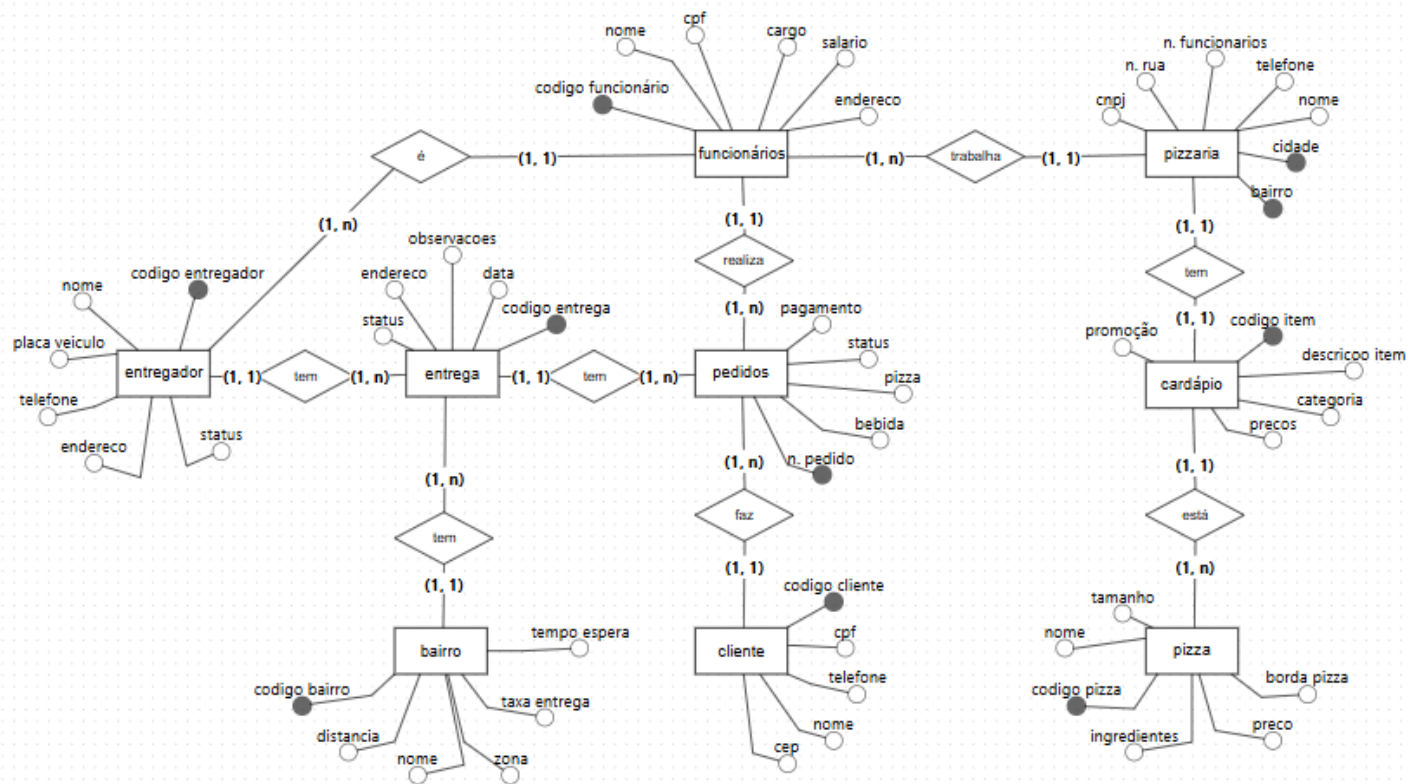 cpf
nome
cargo
n. funcionarios
salario
n. rua
telefone
codigo funcionário
endereco
cnpj
nome
funcionários
(1, n)
trabalha
(1, 1)
pizzaria
cidade
bairro
é
(1, 1)
(1, n)
(1, 1)
(1, 1)
observacoes
realiza
tem
codigo entregador
endereco
data
nome
codigo entrega
(1, n)
pagamento
(1, 1)
codigo item
status
promoção
placa veiculo
status
descricoo item
entregador
(1, 1)
tem
(1, n)
entrega
(1, 1)
tem
(1, n)
pedidos
pizza
cardápio
categoria
telefone
bebida
precos
endereco
status
(1, n)
n. pedido
(1, 1)
(1, n)
faz
está
tem
(1, 1)
(1, 1)
(1, n)
codigo cliente
tamanho
tempo espera
nome
cpf
bairro
cliente
pizza
codigo bairro
telefone
codigo pizza
borda pizza
taxa entrega
distancia
nome
ingredientes
preco
nome
zona
cep